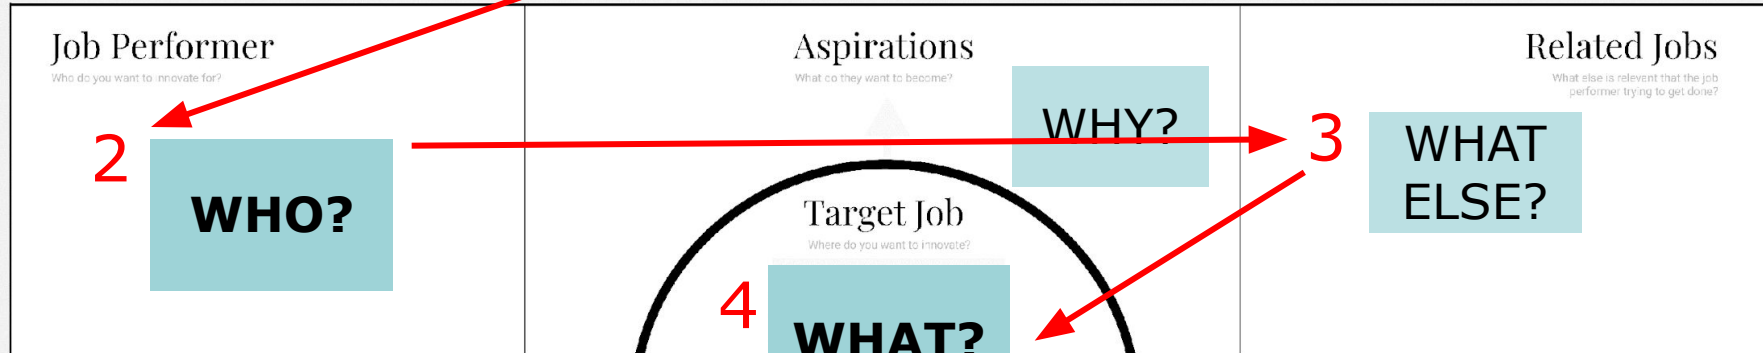 Job Performer
Who do you want to innovate for?
2
WHO?
Aspirations
What do they want to become?
WHY?
Target Job
Where do you want to innovate?
4
WHAT?
Related Jobs
What else is relevent that the job
performer trying to get done?
3
WHAT
ELSE?